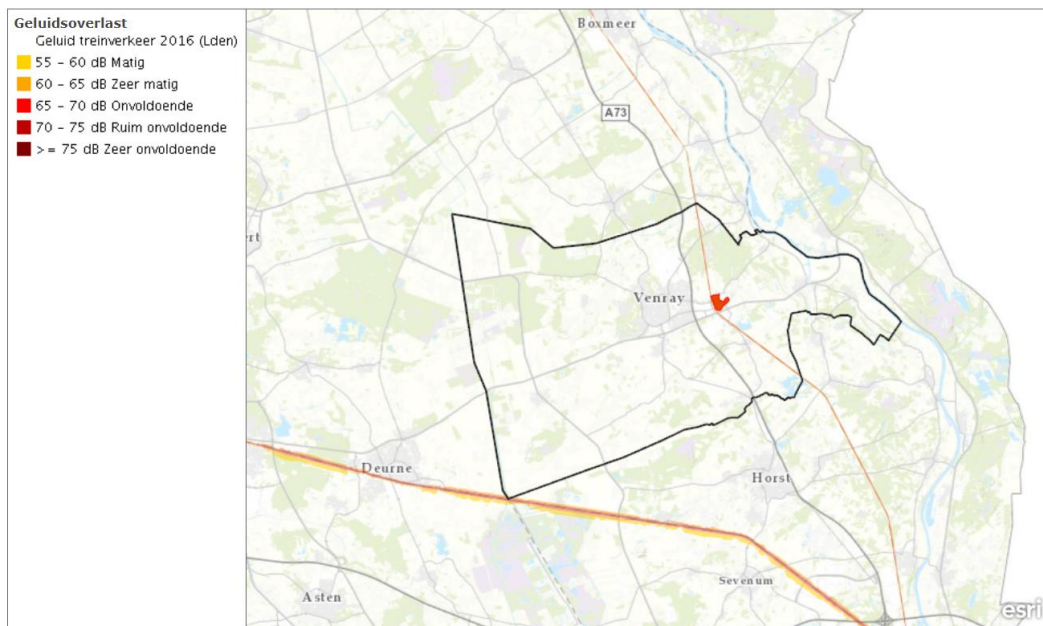 Geluidsoverlast
Geluid treinverkeer 2016 (Lden)
55 - 60 dB Matig
60 - 65 dB Zeer matig
65 - 70 dB Onvoldoende
70 - 75 dB Ruim onvoldoende
>= 75 dB Zeer onvoldoende
Boxmeer
A73
ert
Venray
Deurne
Horst
Sevenum
Asten
esri